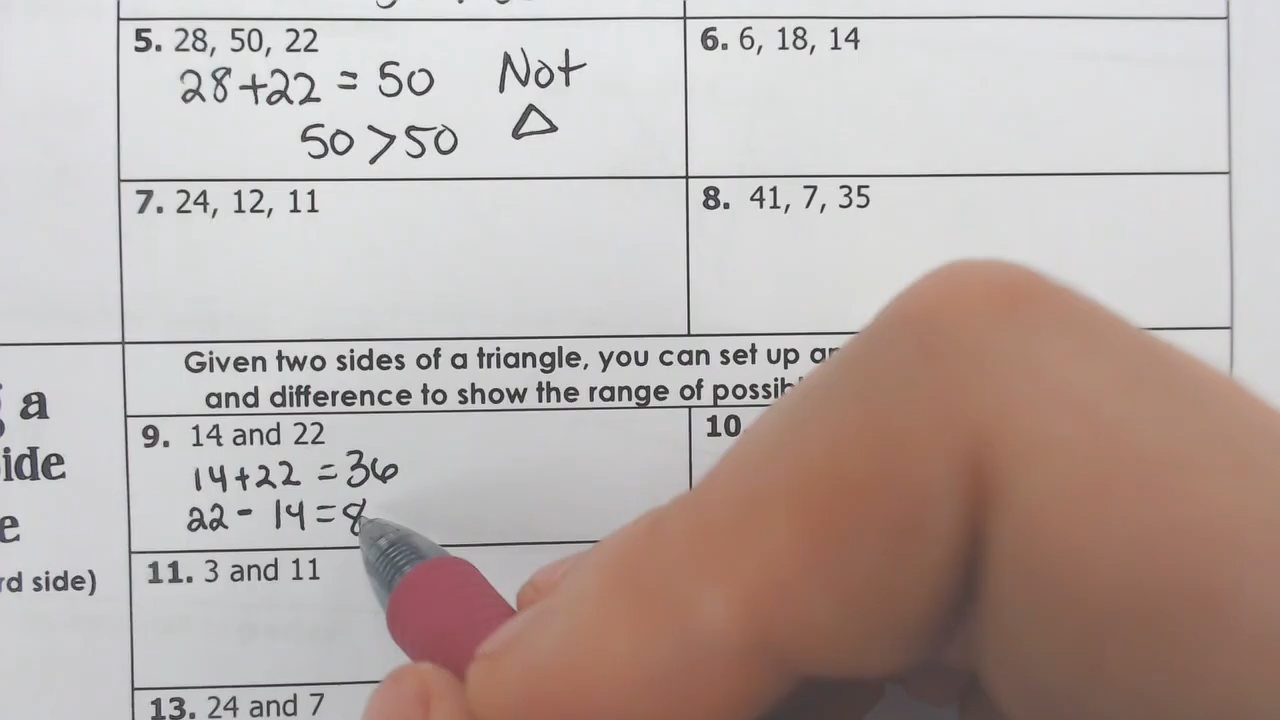 5. 28, 50, 22
28+22 = 50 Not
50 > 50 △
6. 6, 18, 14
7. 24, 12, 11
8. 41, 7, 35
Given two sides of a triangle, you can set up
and difference to show the range of
a
ide
e
rd side)
9. 14 and 22
14+22 = 36
22 - 14 = 8
10
11. 3 and 11
13. 24 and 7